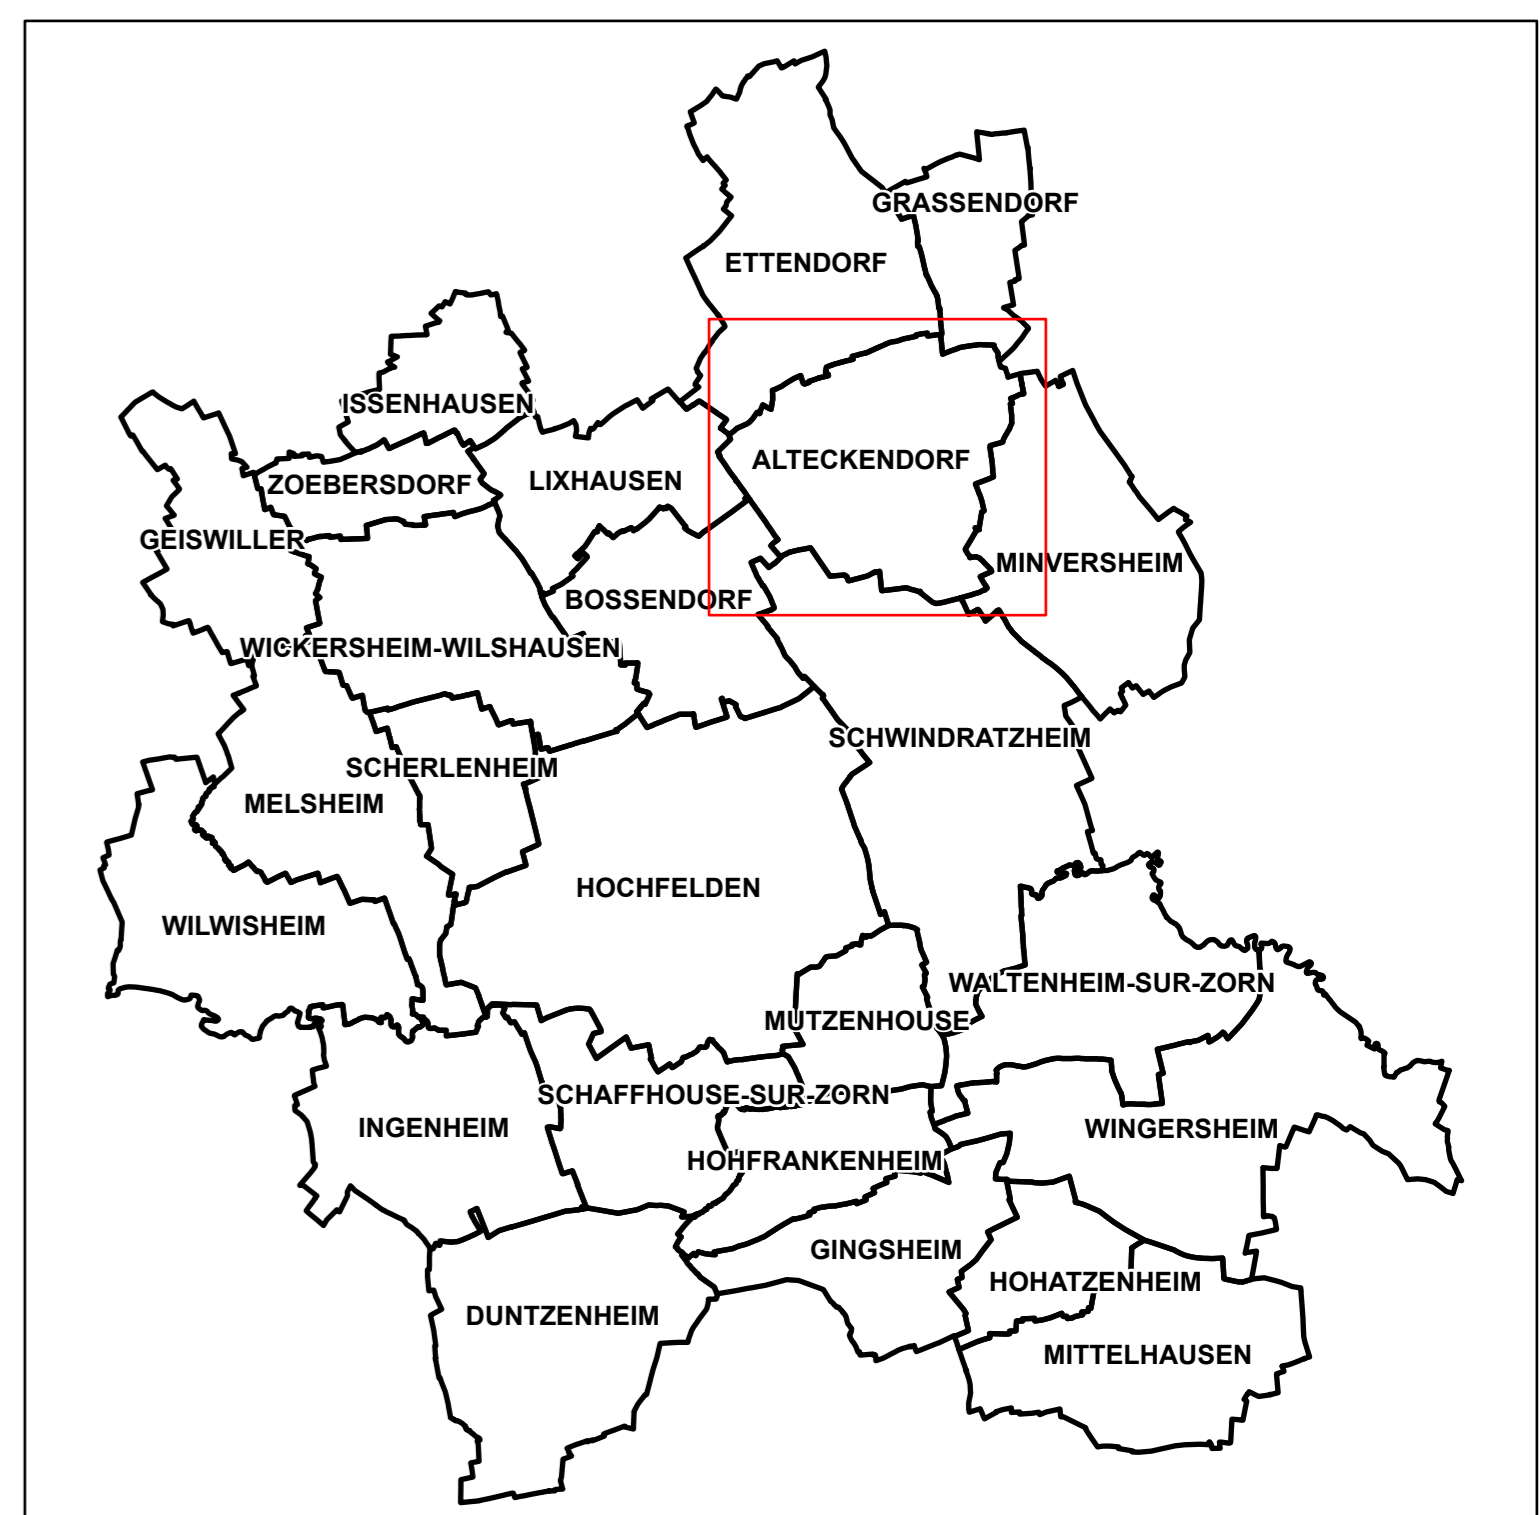 GRASSENDORF
ETTENDORF
ISSENHAUSEN
ALTECKENDORF
LIXHAUSEN
ZOEBERSDORF
GEISWILLER
MINVERSHEIM
BOSSENDORF
WICKERSHEIM-WILSHAUSEN
SCHWINDRATZHEIM
SCHERLENHEIM
MELSHEIM
HOCHFELDEN
WILWISHEIM
WALTENHEIM-SUR-ZORN
MUTZENHOUSE
SCHAFFHOUSE-SUR-ZORN
INGENHEIM
WINGERSHEIM
HOHFRANKENHEIM
GINGSHEIM
HOHATZENHEIM
DUNTZENHEIM
MITTELHAUSEN